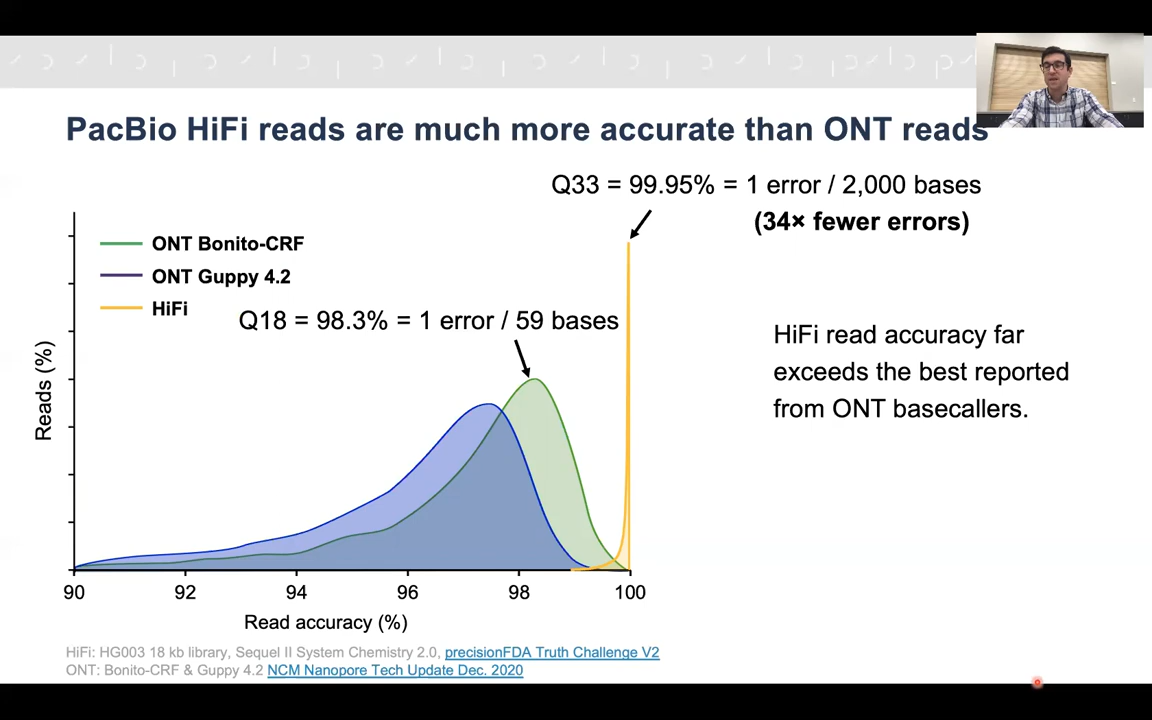 PacBio HiFi reads are much more accurate than ONT reads
Q33 = 99.95% = 1 error / 2,000 bases
(34× fewer errors)
ONT Bonito-CRF
ONT Guppy 4.2
HiFi
Q18 = 98.3% = 1 error / 59 bases
HiFi read accuracy far
exceeds the best reported
from ONT basecallers.
Reads (%)
90 92 94 96 98 100
Read accuracy (%)
HiFi: HG003 18 kb library, Sequel II System Chemistry 2.0, precisionFDA Truth Challenge V2
ONT: Bonito-CRF & Guppy 4.2 NCM Nanopore Tech Update Dec. 2020